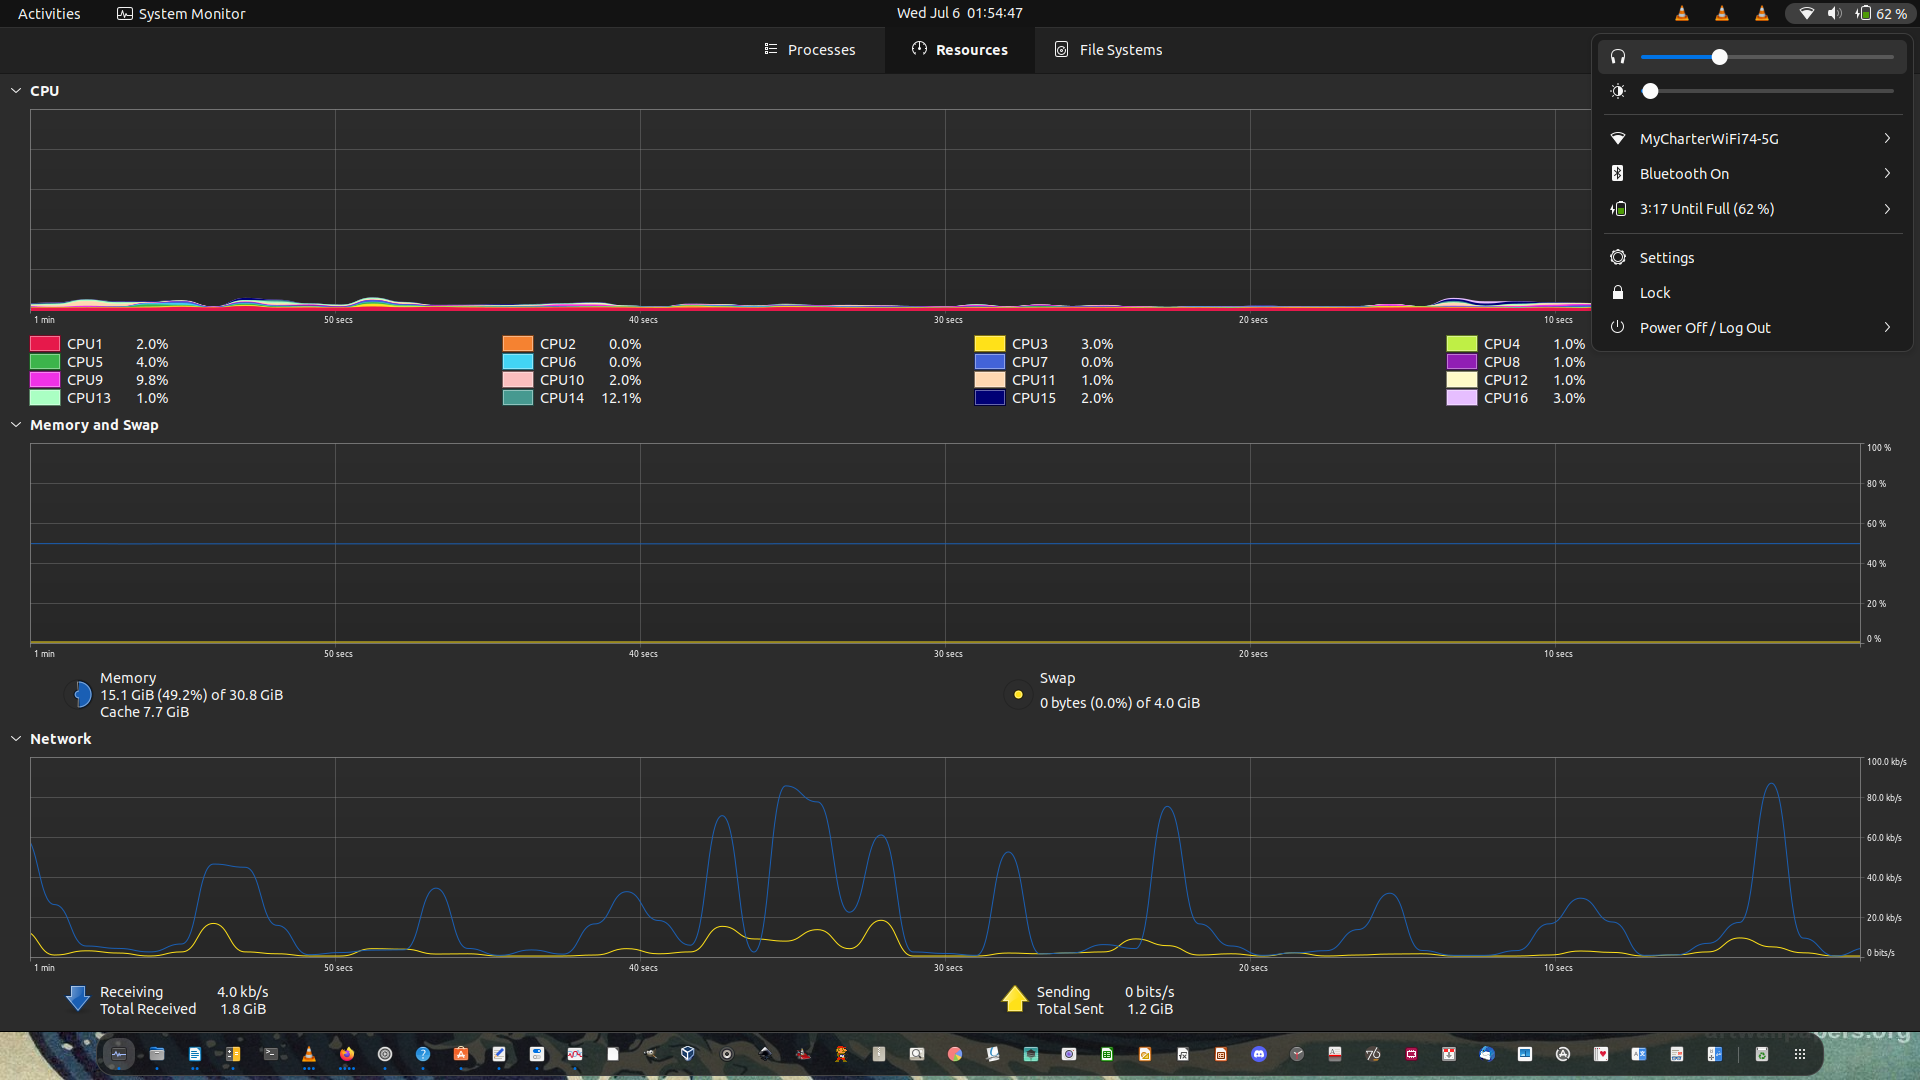 Activities System Monitor Wed Jul 6 01:54:47 62 %
Processes Resources File Systems
CPU
MyCharterWiFi74-5G
Bluetooth On
3:17 Until Full (62 %)
Settings
Lock
Power Off / Log Out
1 min 50 secs 40 secs 30 secs 20 secs 10 secs
CPU1 2.0% CPU2 0.0% CPU3 3.0% CPU4 1.0%
CPU5 4.0% CPU6 0.0% CPU7 0.0% CPU8 1.0%
CPU9 9.8% CPU10 2.0% CPU11 1.0% CPU12 1.0%
CPU13 1.0% CPU14 12.1% CPU15 2.0% CPU16 3.0%
Memory and Swap
100 %
80 %
60 %
40 %
20 %
0 %
1 min 50 secs 40 secs 30 secs 20 secs 10 secs
Memory
15.1 GiB (49.2%) of 30.8 GiB
Cache 7.7 GiB
Swap
0 bytes (0.0%) of 4.0 GiB
Network
100.0 kb/s
80.0 kb/s
60.0 kb/s
40.0 kb/s
20.0 kb/s
0 bits/s
1 min 50 secs 40 secs 30 secs 20 secs 10 secs
Receiving 4.0 kb/s
Total Received 1.8 GiB
Sending 0 bits/s
Total Sent 1.2 GiB